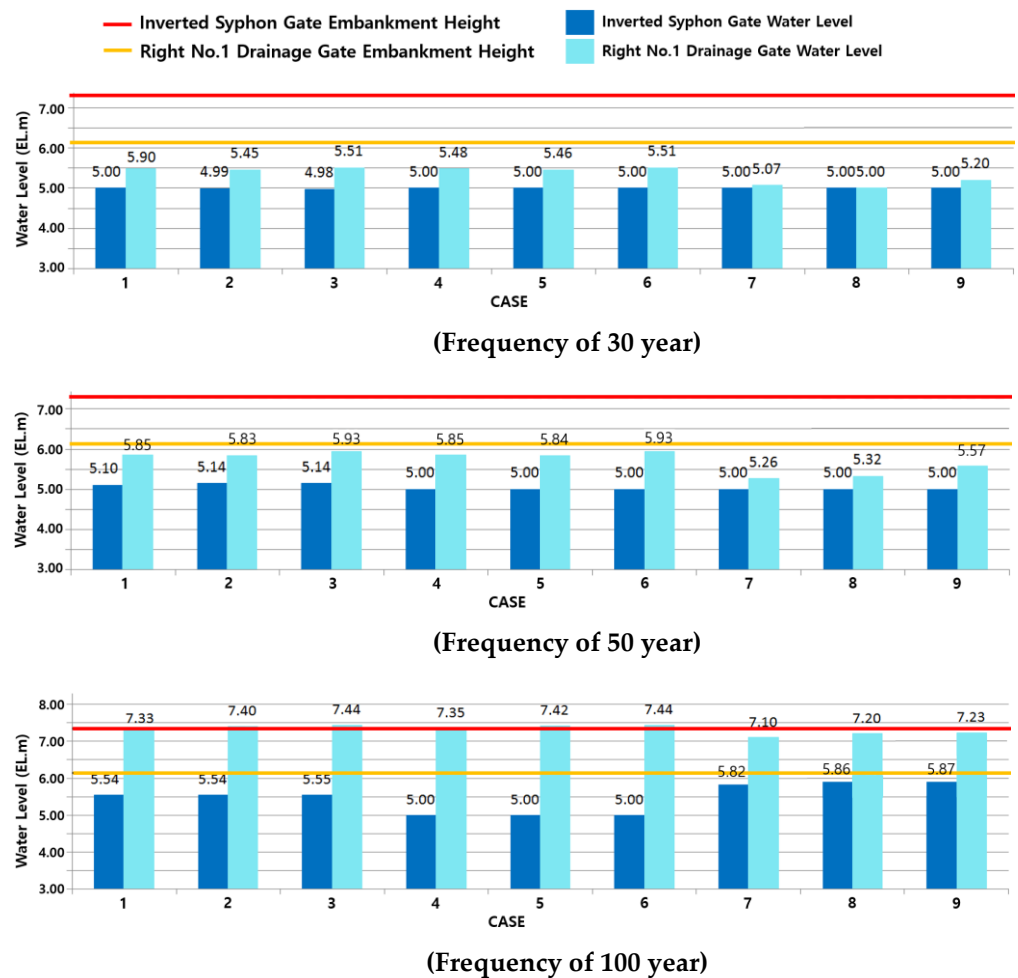 Inverted Syphon Gate Embankment Height
Inverted Syphon Gate Water Level
Right No.1 Drainage Gate Embankment Height
Right No.1 Drainage Gate Water Level
Water Level (EL.m)
7.00
6.00
5.00
4.00
3.00
5.00 5.90 4.99 5.45 4.98 5.51 5.00 5.48 5.00 5.46 5.00 5.51 5.00 5.07 5.00 5.00 5.00 5.20
1 2 3 4 5 6 7 8 9
CASE
(Frequency of 30 year)
Water Level (EL.m)
7.00
6.00
5.00
4.00
3.00
5.10 5.85 5.14 5.83 5.14 5.93 5.00 5.85 5.00 5.84 5.00 5.93 5.00 5.26 5.00 5.32 5.00 5.57
1 2 3 4 5 6 7 8 9
CASE
(Frequency of 50 year)
Water Level (EL.m)
8.00
7.00
6.00
5.00
4.00
3.00
5.54 7.33 5.54 7.40 5.55 7.44 5.00 7.35 5.00 7.42 5.00 7.44 5.82 7.10 5.86 7.20 5.87 7.23
1 2 3 4 5 6 7 8 9
CASE
(Frequency of 100 year)